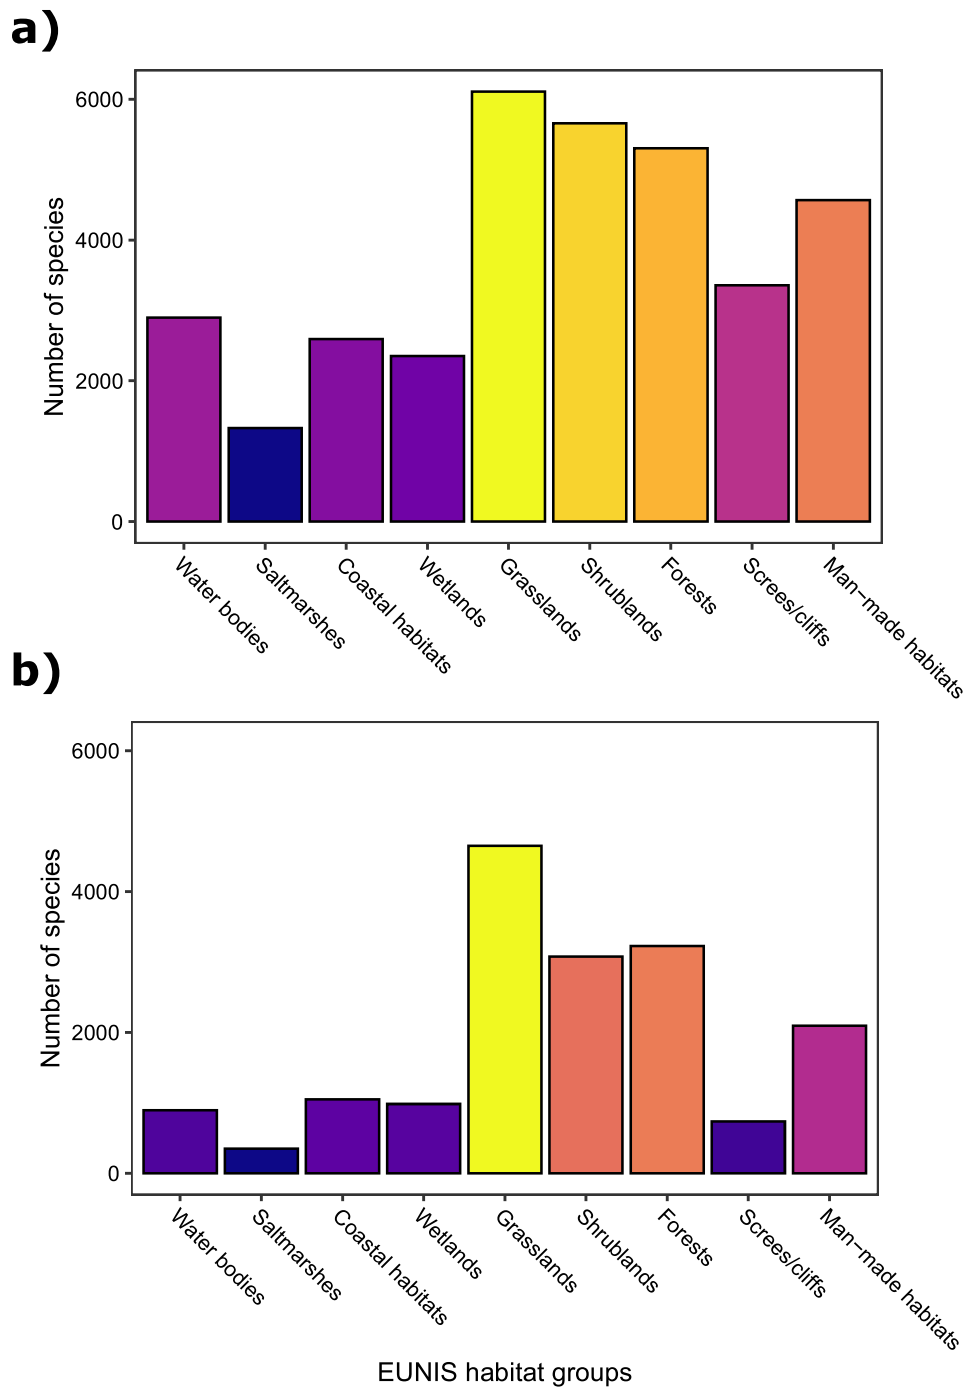 a)
Number of species
6000
4000
2000
0
Water bodies
Saltmarshes
Coastal habitats
Wetlands
Grasslands
Shrublands
Forests
Screes/cliffs
Man−made habitats
b)
Number of species
6000
4000
2000
0
Water bodies
Saltmarshes
Coastal habitats
Wetlands
Grasslands
Shrublands
Forests
Screes/cliffs
Man−made habitats
EUNIS habitat groups